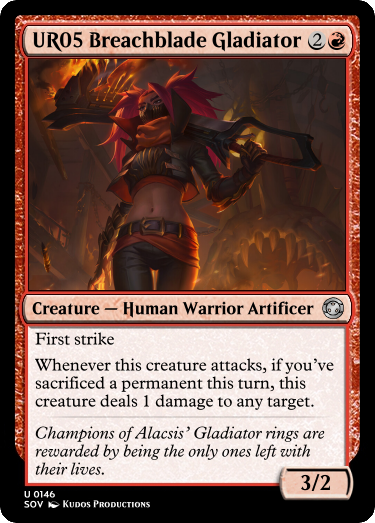 UR05 Breachblade Gladiator 2
Creature — Human Warrior Artificer
First strike
Whenever this creature attacks, if you've
sacrificed a permanent this turn, this
creature deals 1 damage to any target.
Champions of Alacsis' Gladiator rings are
rewarded by being the only ones left with
their lives.
3/2
U 0146
SOV Kudos Productions